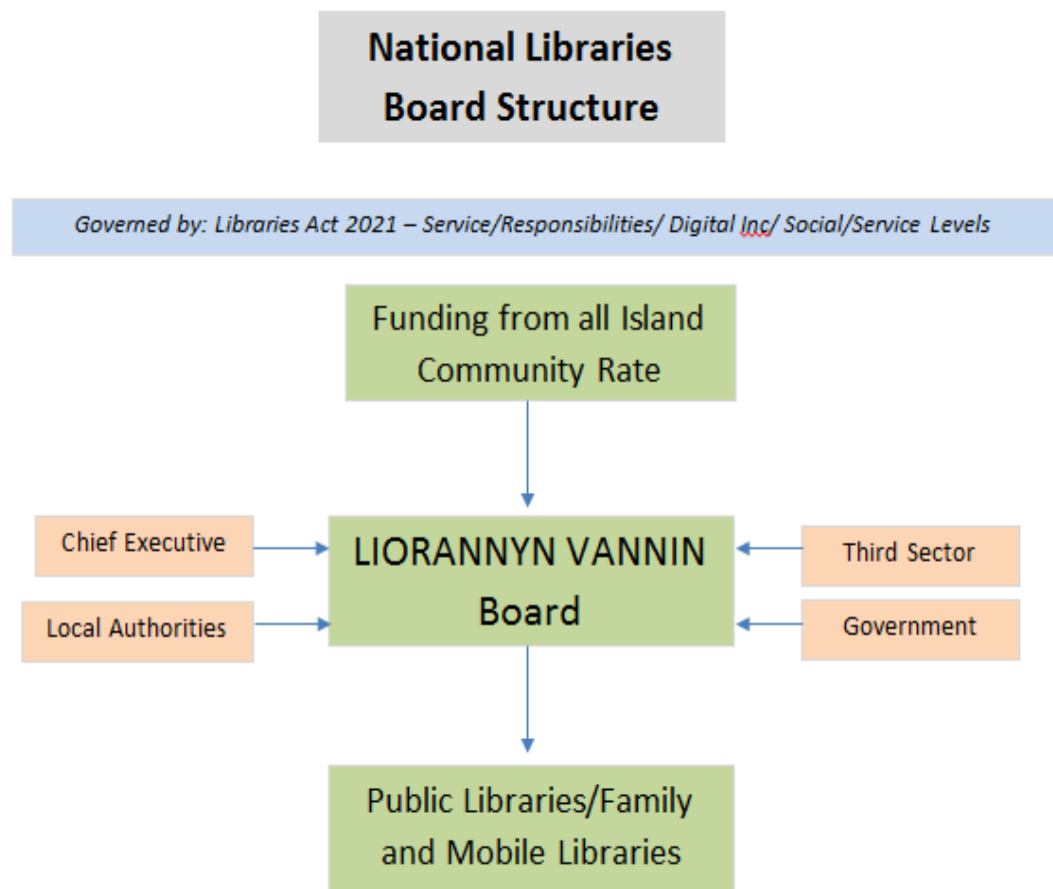 National Libraries
Board Structure
Governed by: Libraries Act 2021 – Service/Responsibilities/ Digital Inc/ Social/Service Levels
Funding from all Island
Community Rate
Chief Executive
Local Authorities
LIORANNYN VANNIN
Board
Third Sector
Government
Public Libraries/Family
and Mobile Libraries